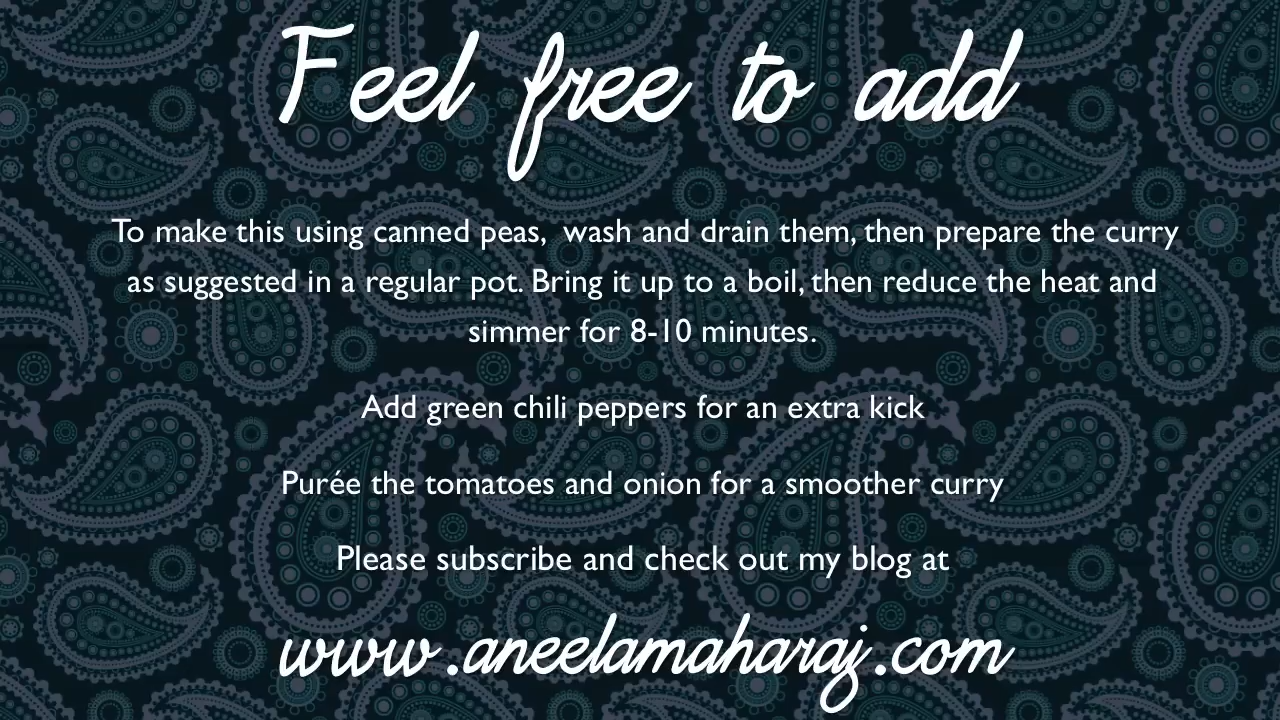 Feel free to add
To make this using canned peas,  wash and drain them, then prepare the curry
as suggested in a regular pot. Bring it up to a boil, then reduce the heat and
simmer for 8-10 minutes.
Add green chili peppers for an extra kick
Purée the tomatoes and onion for a smoother curry
Please subscribe and check out my blog at
www.aneelamaharaj.com